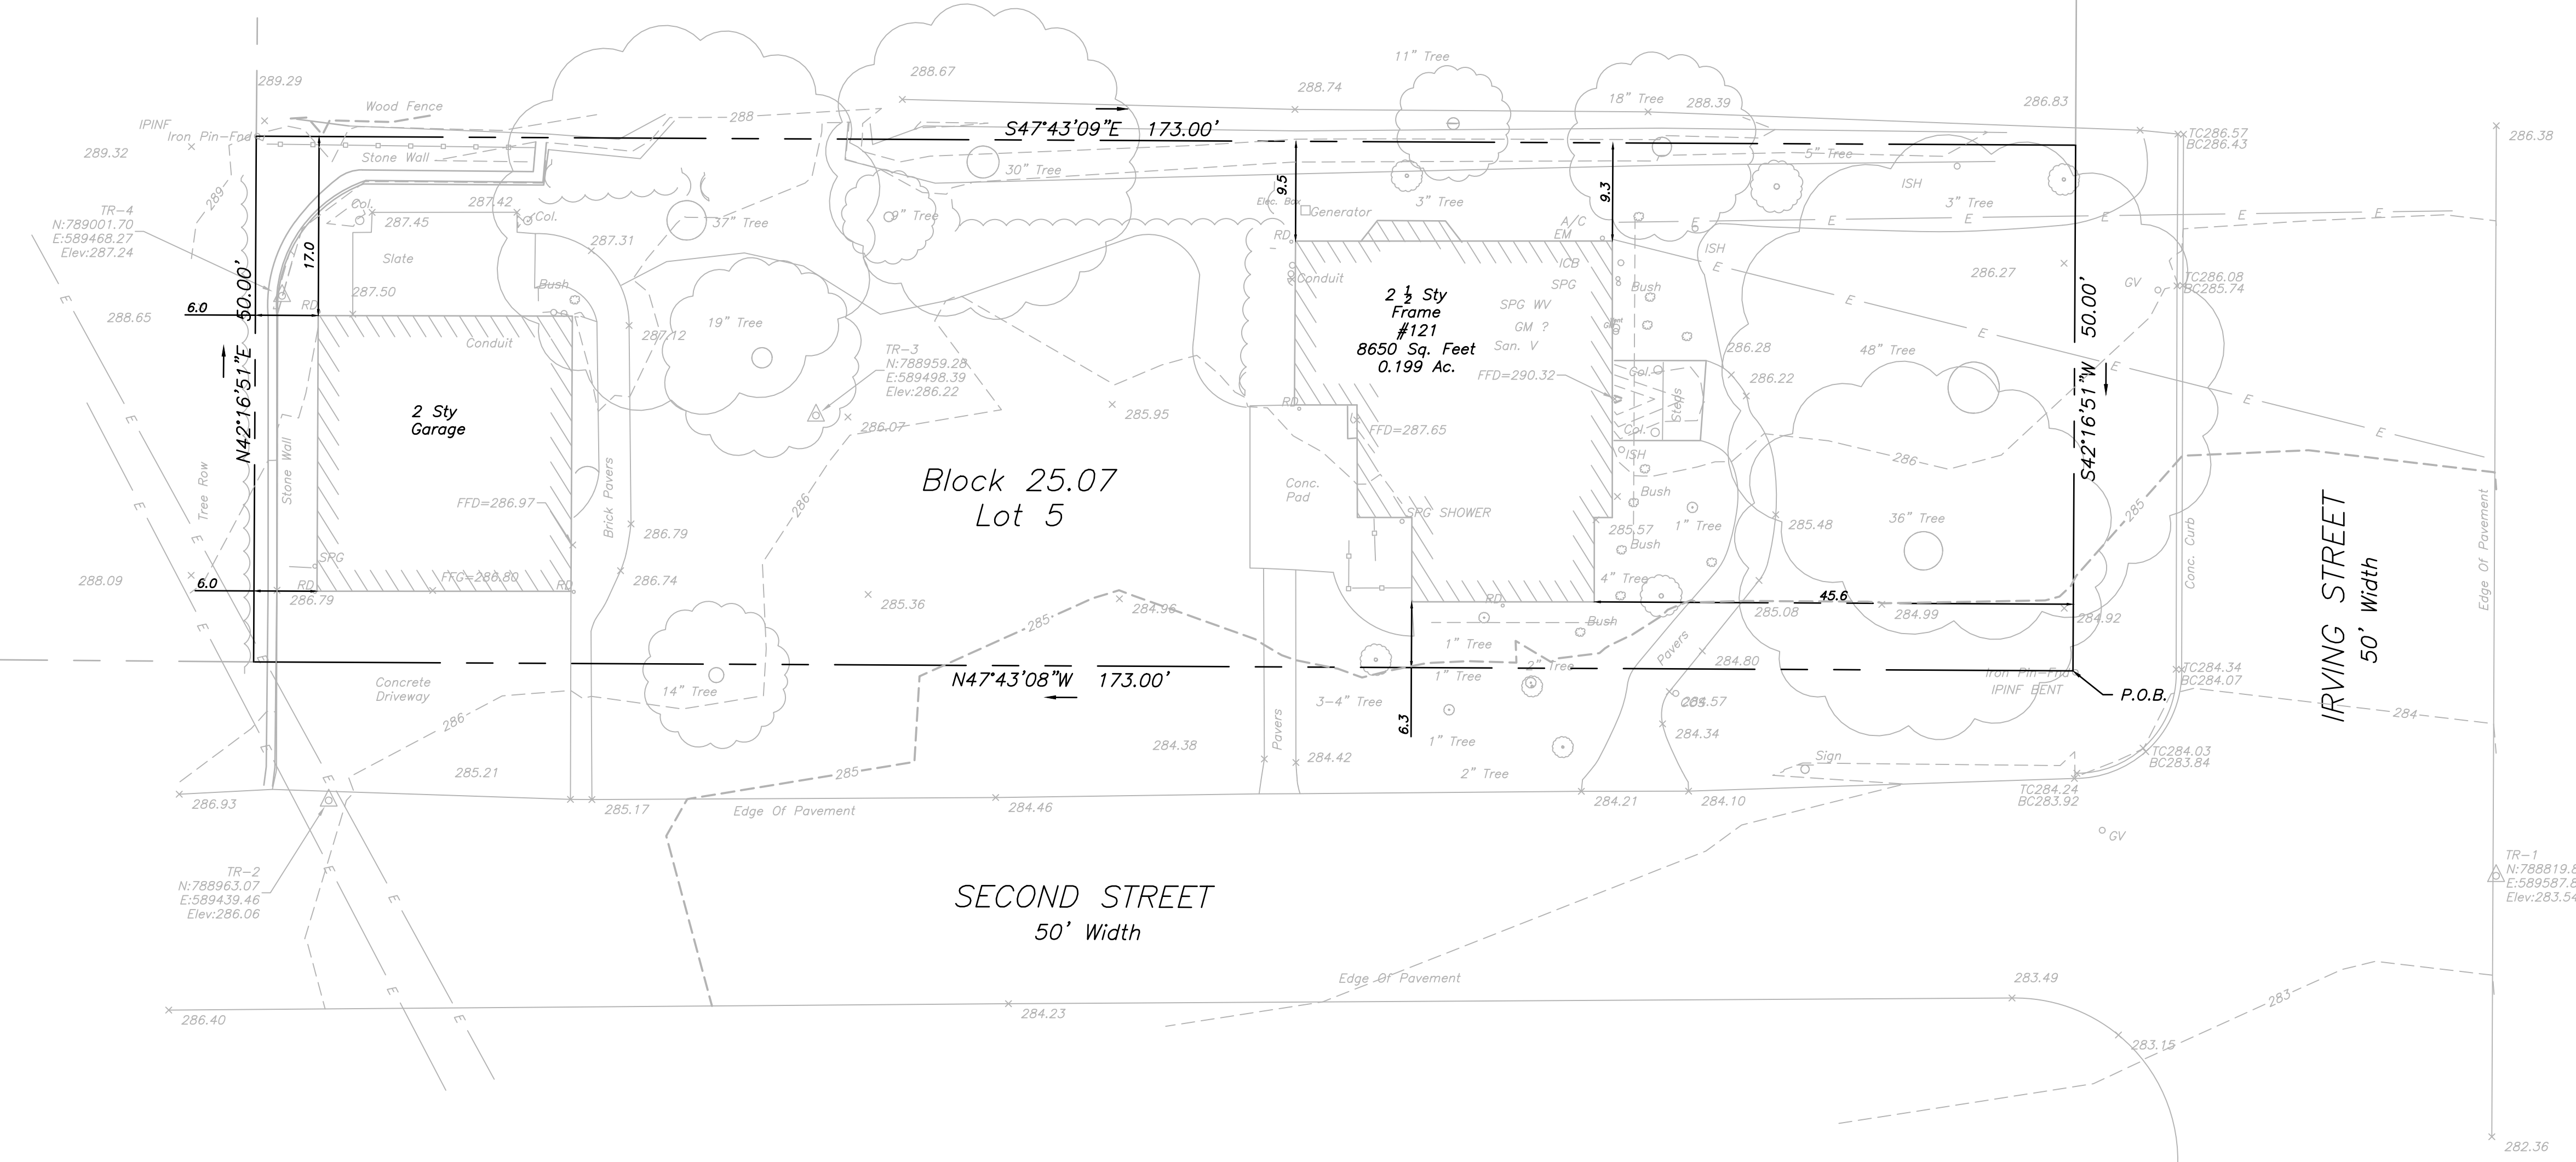 289.29
288.67
11" Tree
288.74
18" Tree
288.39
286.83
Wood Fence
288
IPINF
Iron Pin-Fnd
S47°43'09"E 173.00'
TC286.57
BC286.43
286.38
289.32
Stone Wall
30" Tree
5" Tree
ISH
289
TR-4
N:789001.70
E:589468.27
Elev:287.24
Col.
287.45
287.42
Col.
37" Tree
9" Tree
9.5
Elec. Box
Generator
3" Tree
9.3
A/C
EM
3" Tree
E
E
E
E
E
E
17.0
Slate
287.31
RD
ISH
ICB
287.50
Bush
Conduit
SPG
Bush
E
286.27
GV
TC286.08
BC285.74
6.0
RD
288.65
2 ½ Sty
Frame
#121
8650 Sq. Feet
0.199 Ac.
SPG WV
GM ?
San. V
E
E
19" Tree
287.12
Conduit
TR-3
N:788959.28
E:589498.39
Elev:286.22
286.28
48" Tree
E
FFD=290.32
Col.
286.22
Steps
E
N42°16'51"E 50.00'
S42°16'51"W 50.00'
2 Sty
Garage
286.07
285.95
RD
FFD=287.65
Col.
E
Stone Wall
Tree Row
Brick Pavers
286
Block 25.07
Lot 5
Conc.
Pad
ISH
286
FFD=286.97
SPG SHOWER
Bush
1" Tree
285.57
285.48
36" Tree
285
Conc. Curb
Edge Of Pavement
IRVING STREET
50' Width
286.79
Bush
SPG
288.09
6.0
RD
FFG=286.80
RD
286.74
4" Tree
286.79
285.36
284.96
RD
45.6
285.08
284.99
284.92
285
Bush
1" Tree
Pavers
284.80
2" Tree
Concrete
Driveway
14" Tree
N47°43'08"W 173.00'
3-4" Tree
1" Tree
Iron Pin-Fnd
IPINF BENT
P.O.B.
TC284.34
BC284.07
286
6.3
COS
284.57
284
Pavers
284.38
284.42
1" Tree
284.34
Sign
TC284.03
BC283.84
285.21
285
2" Tree
286.93
285.17
Edge Of Pavement
284.46
284.21
284.10
TC284.24
BC283.92
GV
E
E
E
E
E
E
E
E
E
E
E
E
TR-2
N:788963.07
E:589439.46
Elev:286.06
SECOND STREET
50' Width
TR-1
N:788819.8
E:589587.8
Elev:283.54
Edge Of Pavement
283.49
283
286.40
284.23
283.15
282.36